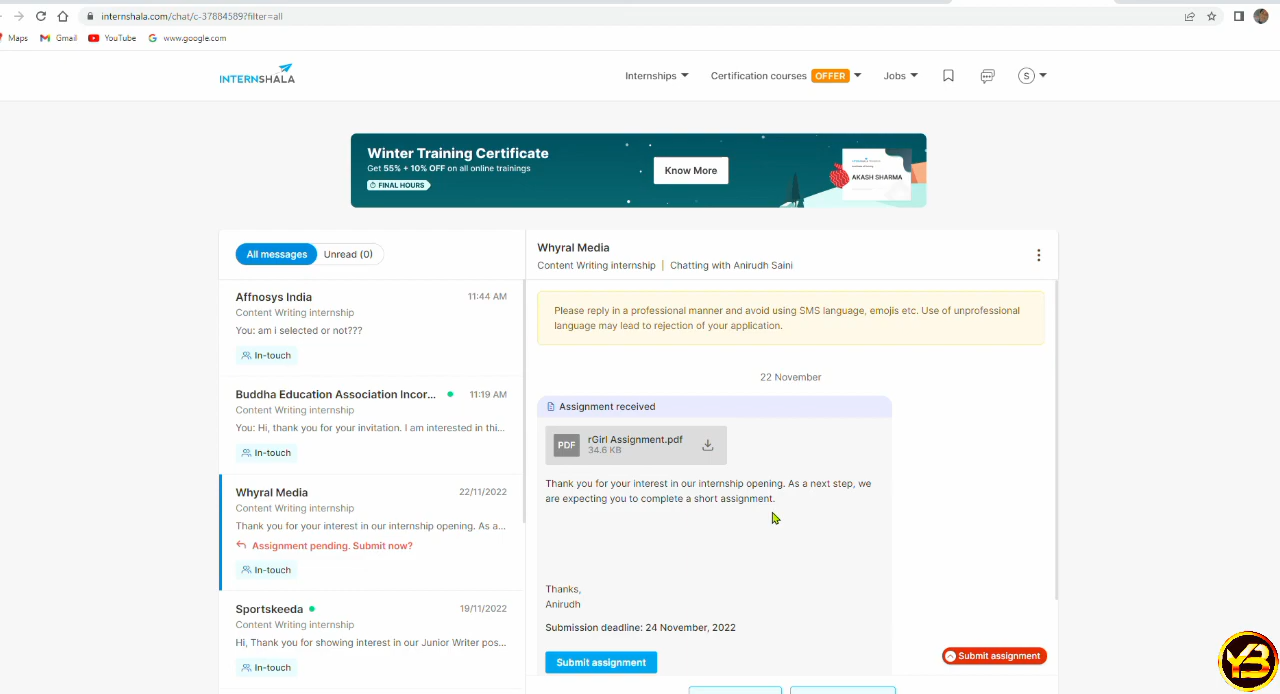 internshala.com/chat/c-37884589?filter=all
Maps Gmail YouTube www.google.com
INTERNSHALA
Internships Certification courses OFFER Jobs S
Winter Training Certificate
Get 55% + 10% OFF on all online trainings
FINAL HOURS
Know More
AKASH SHARMA
All messages Unread (0)
Affnosys India 11:44 AM
Content Writing internship
You: am i selected or not???
In-touch
Buddha Education Association Incor... 11:19 AM
Content Writing internship
You: Hi, thank you for your invitation. I am interested in thi...
In-touch
Whyral Media 22/11/2022
Content Writing internship
Thank you for your interest in our internship opening. As a...
Assignment pending. Submit now?
In-touch
Sportskeeda 19/11/2022
Content Writing internship
Hi, Thank you for showing interest in our Junior Writer pos...
In-touch
Whyral Media
Content Writing internship | Chatting with Anirudh Saini
Please reply in a professional manner and avoid using SMS language, emojis etc. Use of unprofessional
language may lead to rejection of your application.
22 November
Assignment received
PDF rGirl Assignment.pdf
34.6 KB
Thank you for your interest in our internship opening. As a next step, we
are expecting you to complete a short assignment.
Thanks,
Anirudh
Submission deadline: 24 November, 2022
Submit assignment
Submit assignment
YB